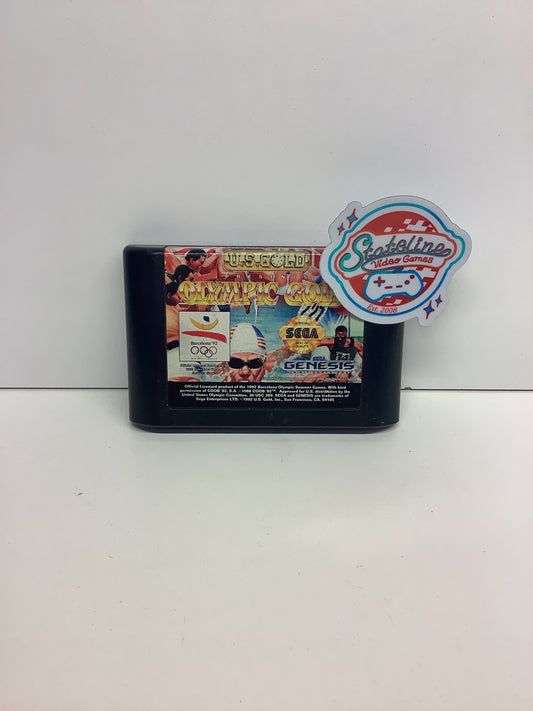 Stateline
Video Games
Est. 2008
U.S. GOLD
OLYMPIC GOLD
SEGA
Barcelona'92
SEGA
GENESIS
Official Licensed product of the 1992 Barcelona Olympic Summer Games. With kind
permission of COOB '92, S.A. ©1988 COOB '92™. Approved for U.S. distribution by the
United States Olympic Committee. 36 USC 380. SEGA and GENESIS are trademarks of
Sega Enterprises LTD. ©1992 U.S. Gold, Inc., San Francisco, CA. 94105